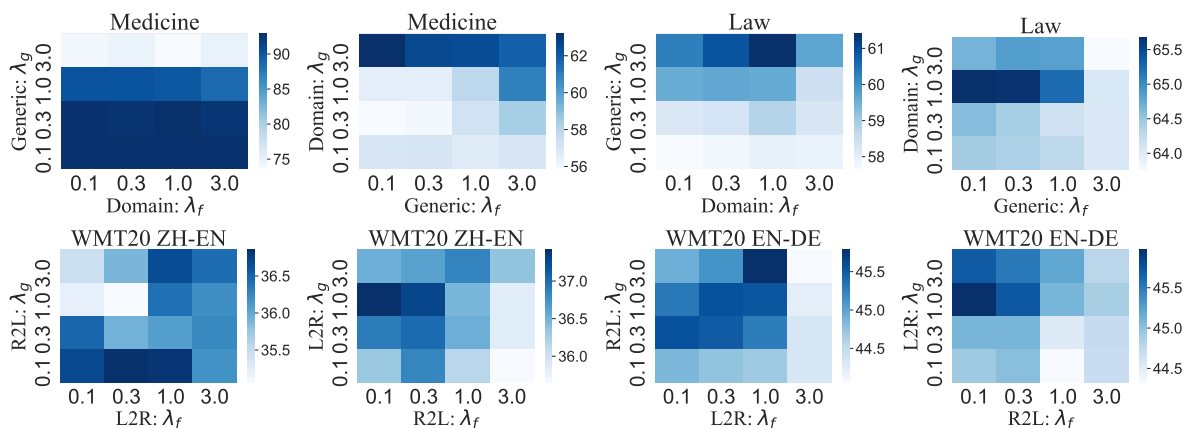 Medicine
Generic: λg
3.0
1.0
0.3
0.1
0.1 0.3 1.0 3.0
Domain: λf
90
85
80
75
Medicine
Domain: λg
3.0
1.0
0.3
0.1
0.1 0.3 1.0 3.0
Generic: λf
62
60
58
56
Law
Generic: λg
3.0
1.0
0.3
0.1
0.1 0.3 1.0 3.0
Domain: λf
61
60
59
58
Law
Domain: λg
3.0
1.0
0.3
0.1
0.1 0.3 1.0 3.0
Generic: λf
65.5
65.0
64.5
64.0
WMT20 ZH-EN
R2L: λg
3.0
1.0
0.3
0.1
0.1 0.3 1.0 3.0
L2R: λf
36.5
36.0
35.5
WMT20 ZH-EN
L2R: λg
3.0
1.0
0.3
0.1
0.1 0.3 1.0 3.0
R2L: λf
37.0
36.5
36.0
WMT20 EN-DE
R2L: λg
3.0
1.0
0.3
0.1
0.1 0.3 1.0 3.0
L2R: λf
45.5
45.0
44.5
WMT20 EN-DE
L2R: λg
3.0
1.0
0.3
0.1
0.1 0.3 1.0 3.0
R2L: λf
45.5
45.0
44.5